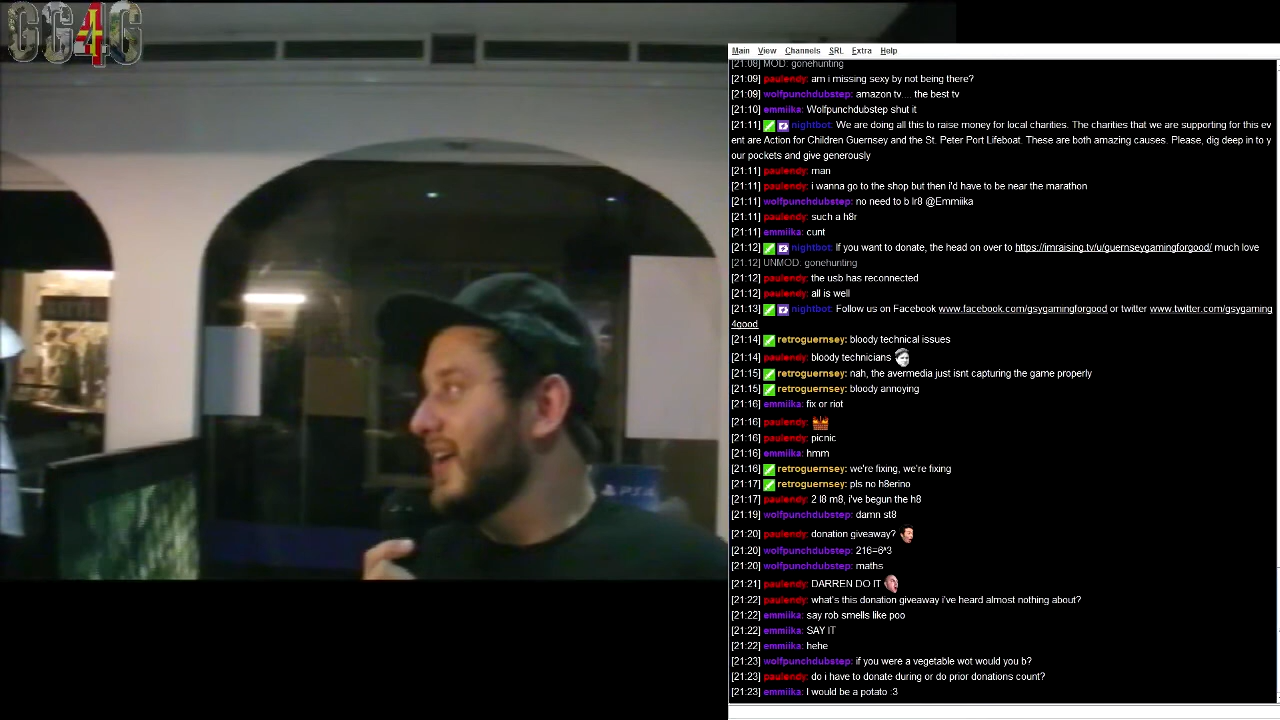 GG4G
Main View Channels SRL Extra Help
[21:08] MOD: gonehunting
[21:09] paulendy: am i missing sexy by not being there?
[21:09] wolfpunchdubstep: amazon tv.... the best tv
[21:10] emmiika: Wolfpunchdubstep shut it
[21:11] nightbot: We are doing all this to raise money for local charities. The charities that we are supporting for this ev
ent are Action for Children Guernsey and the St. Peter Port Lifeboat. These are both amazing causes. Please, dig deep in to y
our pockets and give generously
[21:11] paulendy: man
[21:11] paulendy: i wanna go to the shop but then i'd have to be near the marathon
[21:11] wolfpunchdubstep: no need to b lr8 @Emmiika
[21:11] paulendy: such a h8r
[21:11] emmiika: cunt
[21:12] nightbot: If you want to donate, the head on over to https://imraising.tv/u/guernseygamingforgood/ much love
[21:12] UNMOD: gonehunting
[21:12] paulendy: the usb has reconnected
[21:12] paulendy: all is well
[21:13] nightbot: Follow us on Facebook www.facebook.com/gsygamingforgood or twitter www.twitter.com/gsygaming
4good
[21:14] retroguernsey: bloody technical issues
[21:14] paulendy: bloody technicians
[21:15] retroguernsey: nah, the avermedia just isnt capturing the game properly
[21:15] retroguernsey: bloody annoying
[21:16] emmiika: fix or riot
[21:16] paulendy:
[21:16] paulendy: picnic
[21:16] emmiika: hmm
[21:16] retroguernsey: we're fixing, we're fixing
[21:17] retroguernsey: pls no h8erino
[21:17] paulendy: 2 l8 m8, i've begun the h8
[21:19] wolfpunchdubstep: damn st8
[21:20] paulendy: donation giveaway?
[21:20] wolfpunchdubstep: 216=6^3
[21:20] wolfpunchdubstep: maths
[21:21] paulendy: DARREN DO IT
[21:22] paulendy: what's this donation giveaway i've heard almost nothing about?
[21:22] emmiika: say rob smells like poo
[21:22] emmiika: SAY IT
[21:22] emmiika: hehe
[21:23] wolfpunchdubstep: if you were a vegetable wot would you b?
[21:23] paulendy: do i have to donate during or do prior donations count?
[21:23] emmiika: I would be a potato :3
PS4